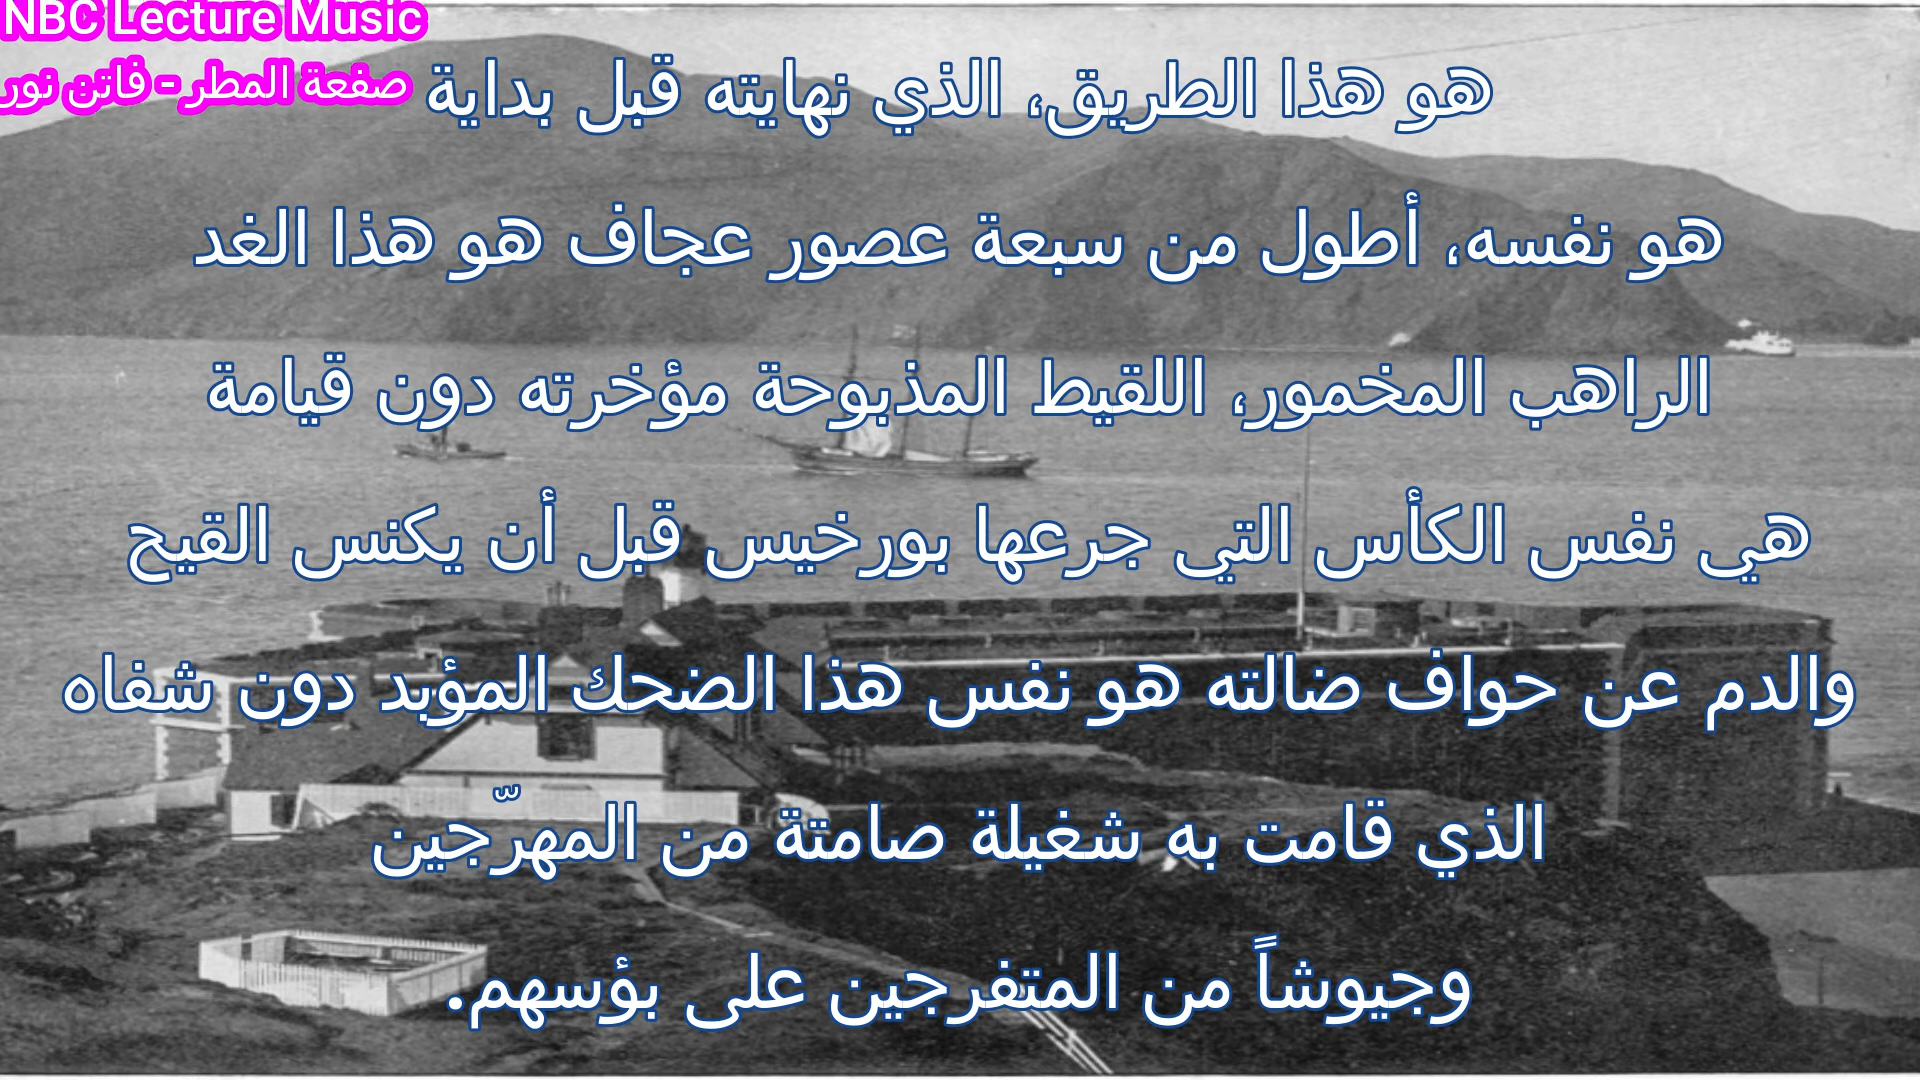 NBC Lecture Music
صفعة المطر - فاتن نور
هو هذا الطريق، الذي نهايته قبل بداية
هو نفسه، أطول من سبعة عصور عجاف هو هذا الغد
الراهب المخمور، اللقيط المذبوحة مؤخرته دون قيامة
هي نفس الكأس التي جرعها بورخيس قبل أن يكنس القيح
والدم عن حواف ضالته هو نفس هذا الضحك المؤبد دون شفاه
الذي قامت به شغيلة صامتة من المهرّجين
وجيوشاً من المتفرجين على بؤسهم.